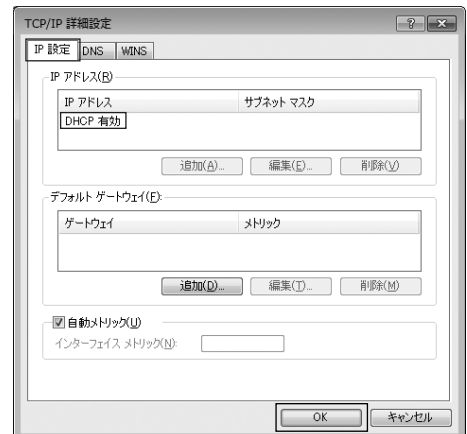 TCP/IP 詳細設定
IP 設定 DNS WINS
IP アドレス(R)
IP アドレス サブネット マスク
DHCP 有効
追加(A)... 編集(E)... 削除(V)
デフォルト ゲートウェイ(F):
ゲートウェイ メトリック
追加(D)... 編集(T)... 削除(M)
自動メトリック(U)
インターフェイス メトリック(N):
OK キャンセル